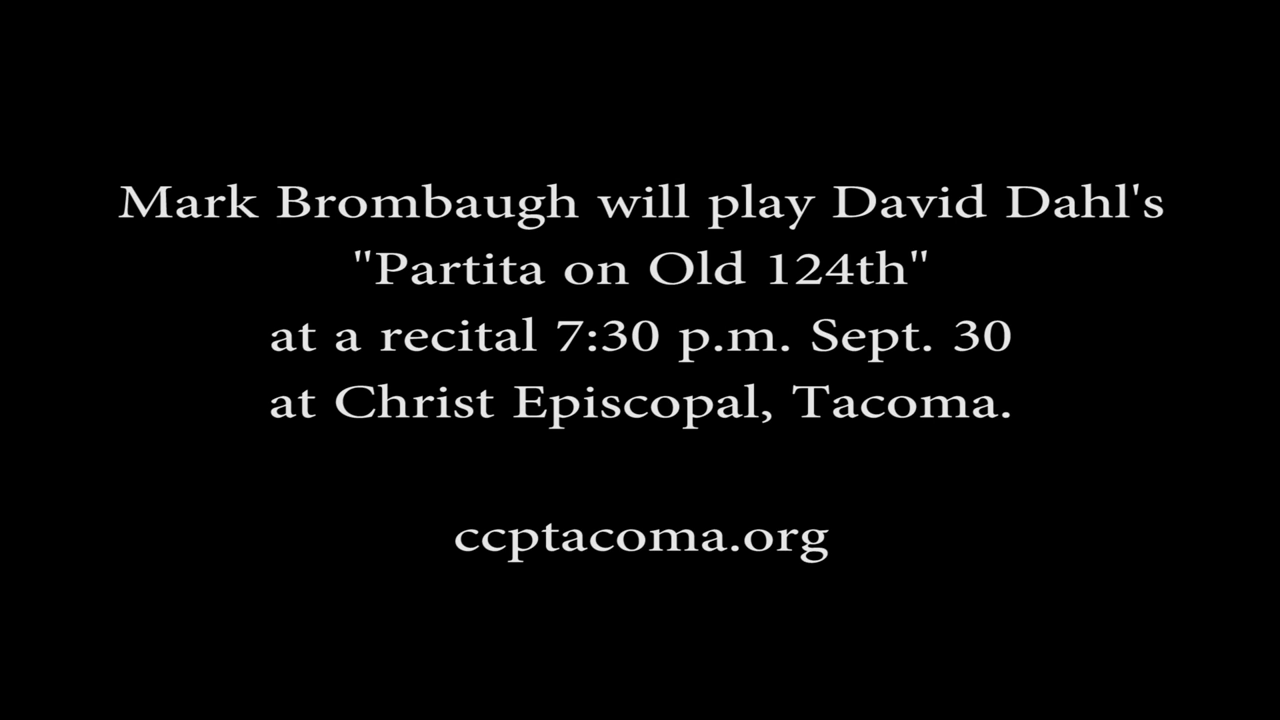 Mark Brombaugh will play David Dahl's
"Partita on Old 124th"
at a recital 7:30 p.m. Sept. 30
at Christ Episcopal, Tacoma.
ccptacoma.org